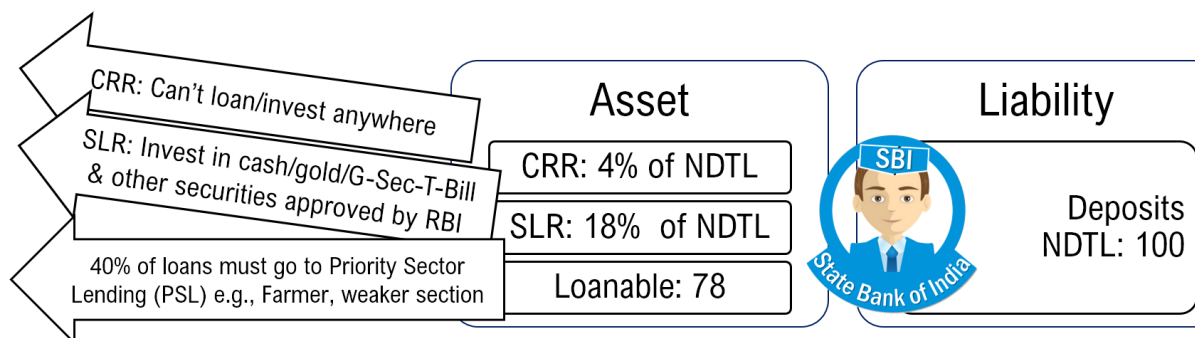 CRR: Can't loan/invest anywhere
SLR: Invest in cash/gold/G-Sec-T-Bill
& other securities approved by RBI
40% of loans must go to Priority Sector
Lending (PSL) e.g., Farmer, weaker section
Asset
CRR: 4% of NDTL
SLR: 18% of NDTL
Loanable: 78
Liability
SBI
State Bank of India
Deposits
NDTL: 100